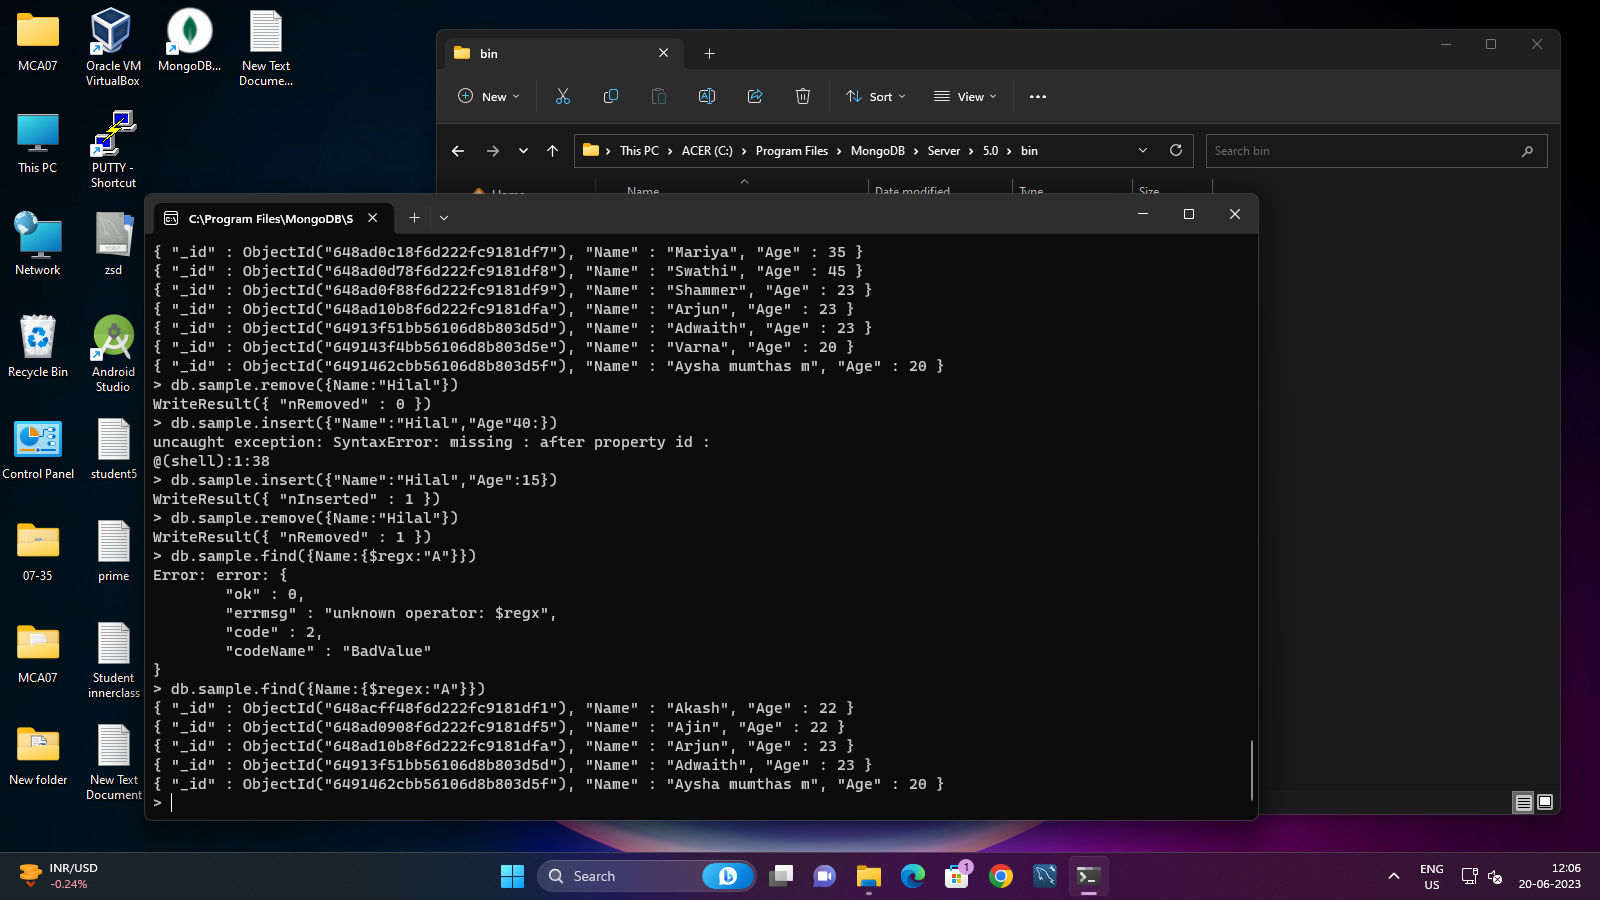 MCA07
Oracle VM VirtualBox
MongoDB...
New Text Docume...
This PC
PUTTY - Shortcut
Network
zsd
Recycle Bin
Android Studio
Control Panel
student5
07-35
prime
MCA07
Student innerclass
New folder
New Text Document
bin
New
Sort
View
This PC > ACER (C:) > Program Files > MongoDB > Server > 5.0 > bin
Search bin
Home
Name
Date modified
Type
Size
C:\Program Files\MongoDB\S
{ "_id" : ObjectId("648ad0c18f6d222fc9181df7"), "Name" : "Mariya", "Age" : 35 }
{ "_id" : ObjectId("648ad0d78f6d222fc9181df8"), "Name" : "Swathi", "Age" : 45 }
{ "_id" : ObjectId("648ad0f88f6d222fc9181df9"), "Name" : "Shammer", "Age" : 23 }
{ "_id" : ObjectId("648ad10b8f6d222fc9181dfa"), "Name" : "Arjun", "Age" : 23 }
{ "_id" : ObjectId("64913f51bb56106d8b803d5d"), "Name" : "Adwaith", "Age" : 23 }
{ "_id" : ObjectId("649143f4bb56106d8b803d5e"), "Name" : "Varna", "Age" : 20 }
{ "_id" : ObjectId("6491462cbb56106d8b803d5f"), "Name" : "Aysha mumthas m", "Age" : 20 }
> db.sample.remove({Name:"Hilal"})
WriteResult({ "nRemoved" : 0 })
> db.sample.insert({"Name":"Hilal","Age"40:})
uncaught exception: SyntaxError: missing : after property id :
@(shell):1:38
> db.sample.insert({"Name":"Hilal","Age":15})
WriteResult({ "nInserted" : 1 })
> db.sample.remove({Name:"Hilal"})
WriteResult({ "nRemoved" : 1 })
> db.sample.find({Name:{$regx:"A"}})
Error: error: {
"ok" : 0,
"errmsg" : "unknown operator: $regx",
"code" : 2,
"codeName" : "BadValue"
}
> db.sample.find({Name:{$regex:"A"}})
{ "_id" : ObjectId("648acff48f6d222fc9181df1"), "Name" : "Akash", "Age" : 22 }
{ "_id" : ObjectId("648ad0908f6d222fc9181df5"), "Name" : "Ajin", "Age" : 22 }
{ "_id" : ObjectId("648ad10b8f6d222fc9181dfa"), "Name" : "Arjun", "Age" : 23 }
{ "_id" : ObjectId("64913f51bb56106d8b803d5d"), "Name" : "Adwaith", "Age" : 23 }
{ "_id" : ObjectId("6491462cbb56106d8b803d5f"), "Name" : "Aysha mumthas m", "Age" : 20 }
>
INR/USD
-0.24%
Search
1
ENG
US
12:06
20-06-2023